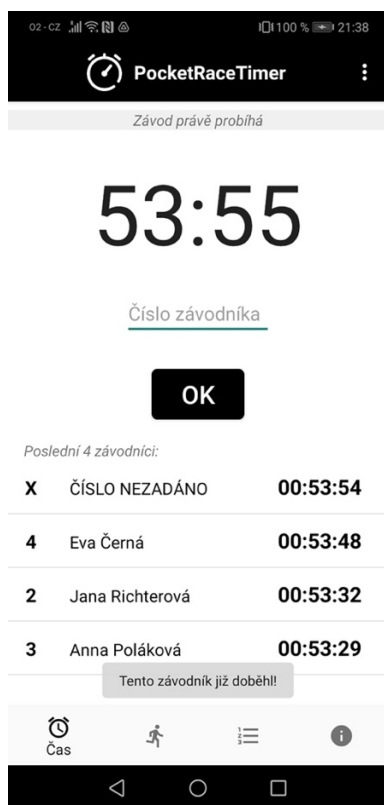 O2-CZ 100 % 21:38
PocketRaceTimer
Závod právě probíhá
53:55
Číslo závodníka
OK
Poslední 4 závodníci:
X ČÍSLO NEZADÁNO 00:53:54
4 Eva Černá 00:53:48
2 Jana Richterová 00:53:32
3 Anna Poláková 00:53:29
Tento závodník již doběhl!
Čas